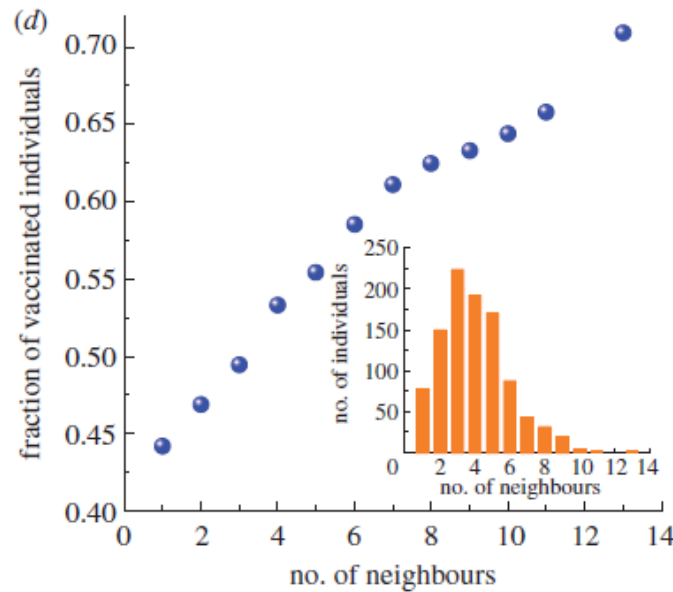 (d)
fraction of vaccinated individuals
0.70
0.65
0.60
0.55
0.50
0.45
0.40
0 2 4 6 8 10 12 14
no. of neighbours
no. of individuals
250
200
150
100
50
0 2 4 6 8 10 12 14
no. of neighbours